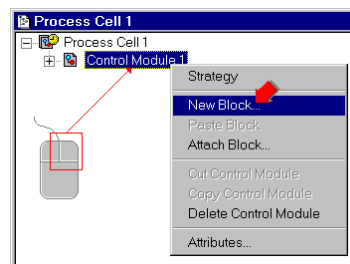 Process Cell 1
Process Cell 1
Control Module 1
Strategy
New Block...
Paste Block
Attach Block...
Cut Control Module
Copy Control Module
Delete Control Module
Attributes...